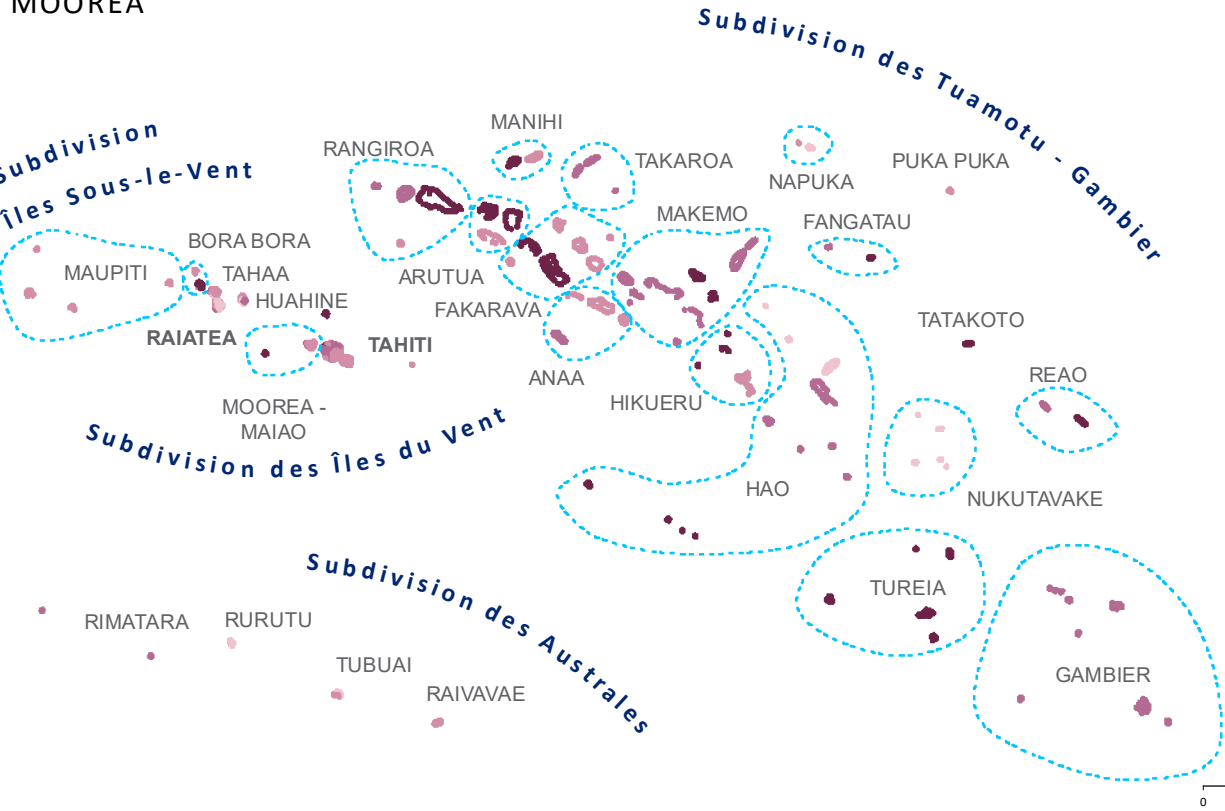 MOOREA
Subdivision des Tuamotu - Gambier
Subdivision
Îles Sous-le-Vent
MANIHI
RANGIROA
TAKAROA
PUKA PUKA
NAPUKA
MAKEMO
FANGATAU
BORA BORA
MAUPITI
TAHAA
ARUTUA
HUAHINE
FAKARAVA
TATAKOTO
RAIATEA
TAHITI
REAO
ANAA
HIKUERU
MOOREA -
MAIAO
Subdivision des Îles du Vent
HAO
NUKUTAVAKE
Subdivision des Australes
TUREIA
RIMATARA
RURUTU
TUBUAI
GAMBIER
RAIVAVAE
0